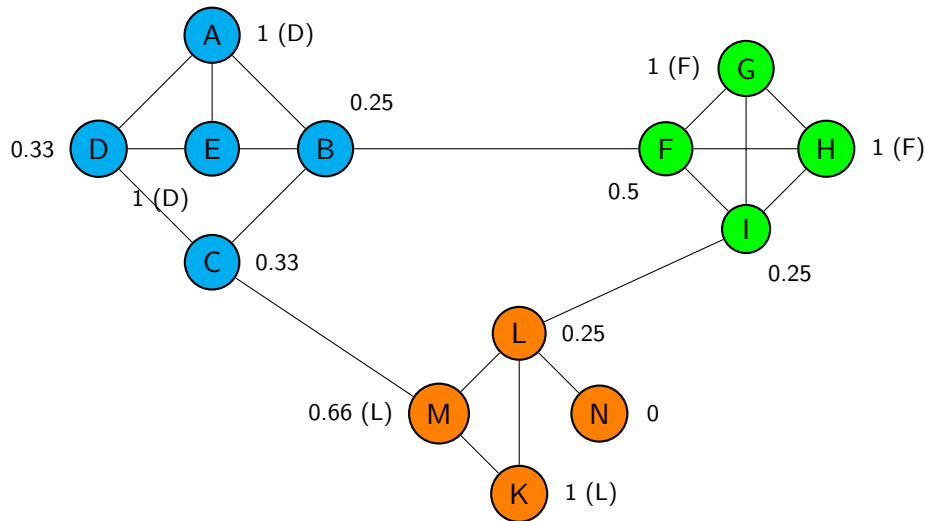 A 1 (D)
G 1 (F)
0.25
0.33 D E B
F H 1 (F)
1 (D)
0.5
I
C 0.33
0.25
L 0.25
0.66 (L) M N 0
K 1 (L)